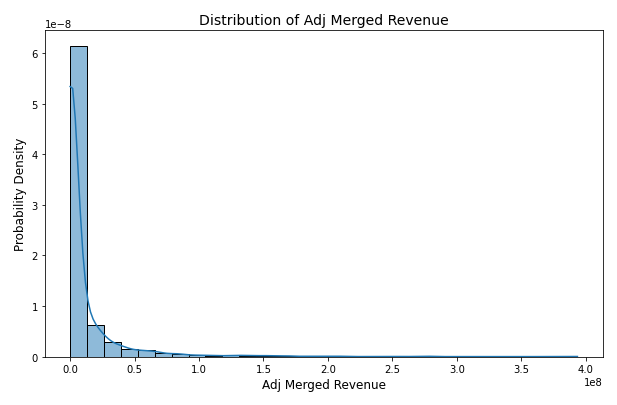 Distribution of Adj Merged Revenue
1e−8
6
5
4
3
2
1
0
Probability Density
0.0 0.5 1.0 1.5 2.0 2.5 3.0 3.5 4.0
1e8
Adj Merged Revenue